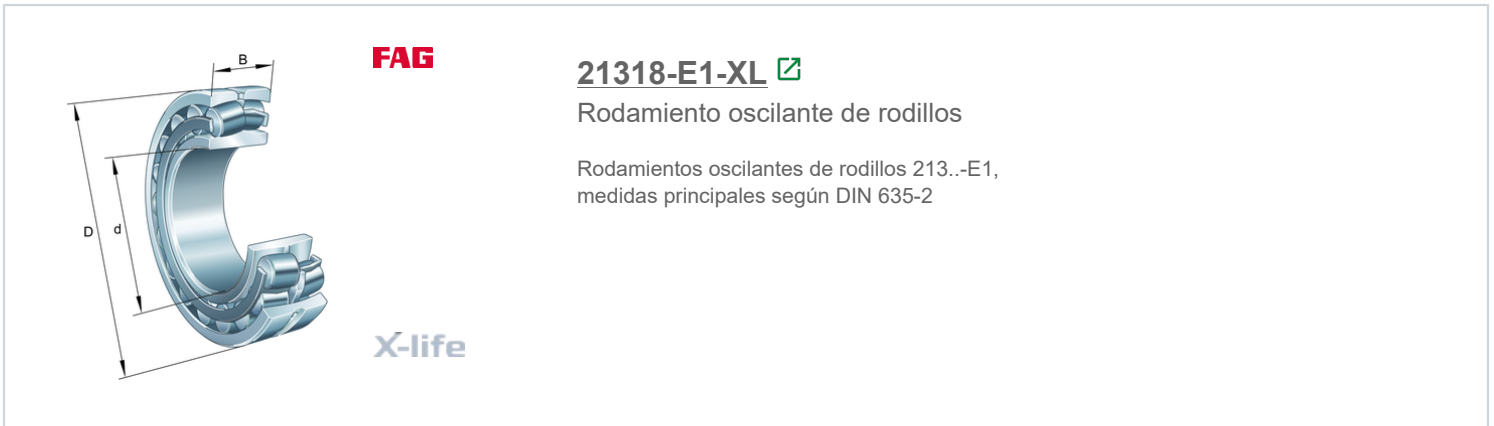 FAG
21318-E1-XL
Rodamiento oscilante de rodillos
Rodamientos oscilantes de rodillos 213..-E1,
medidas principales según DIN 635-2
B
D
d
X-life